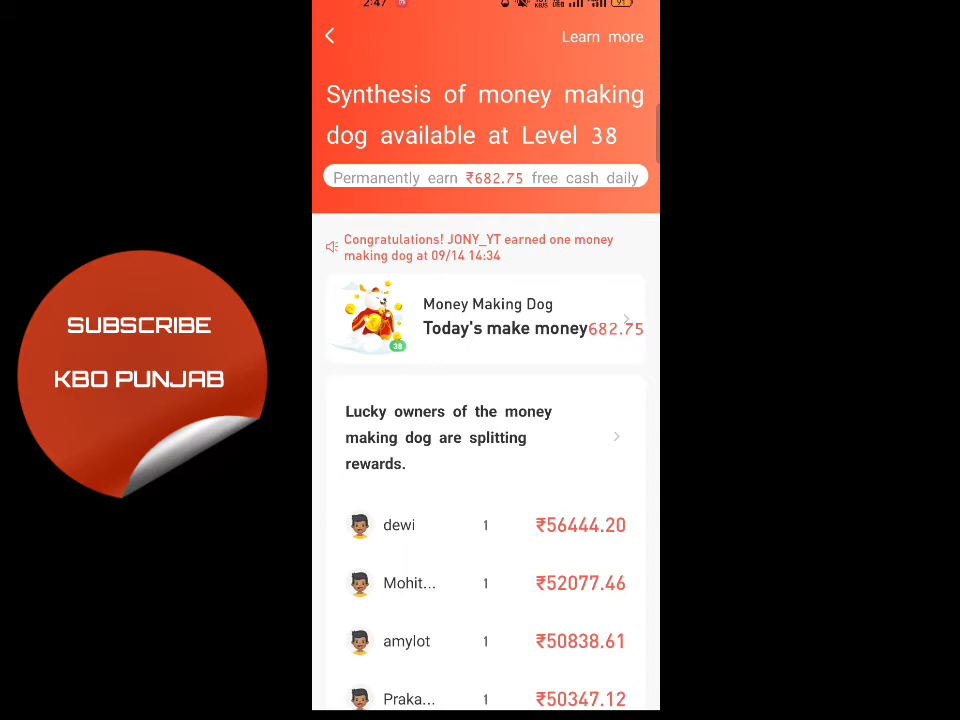 2:47
91
Learn more
Synthesis of money making
dog available at Level 38
Permanently earn ₹682.75 free cash daily
Congratulations! JONY_YT earned one money
making dog at 09/14 14:34
Money Making Dog
Today's make money682.75
38
SUBSCRIBE
KBO PUNJAB
Lucky owners of the money
making dog are splitting
rewards.
dewi 1 ₹56444.20
Mohit... 1 ₹52077.46
amylot 1 ₹50838.61
Praka... 1 ₹50347.12